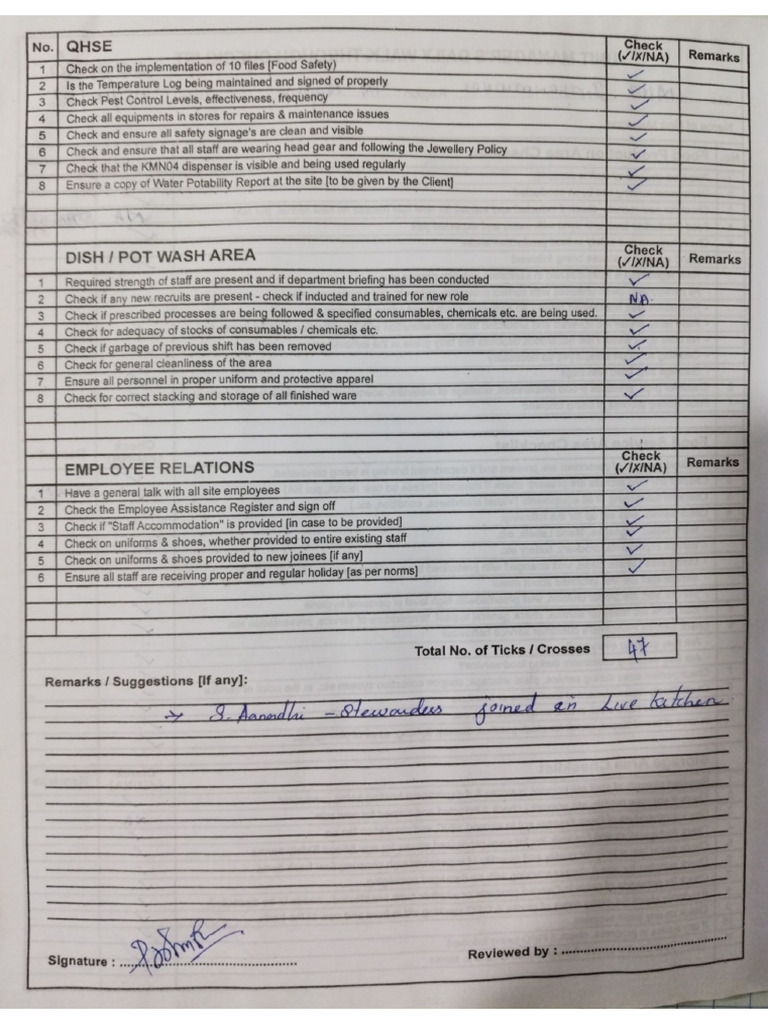 No. QHSE Check (✓/X/NA) Remarks
1 Check on the implementation of 10 files [Food Safety) ✓
2 Is the Temperature Log being maintained and signed of properly ✓
3 Check Pest Control Levels, effectiveness, frequency ✓
4 Check all equipments in stores for repairs & maintenance issues ✓
5 Check and ensure all safety signage's are clean and visible ✓
6 Check and ensure that all staff are wearing head gear and following the Jewellery Policy ✓
7 Check that the KMN04 dispenser is visible and being used regularly ✓
8 Ensure a copy of Water Potability Report at the site [to be given by the Client] ✓
DISH / POT WASH AREA Check (✓/X/NA) Remarks
1 Required strength of staff are present and if department briefing has been conducted ✓
2 Check if any new recruits are present - check if inducted and trained for new role NA.
3 Check if prescribed processes are being followed & specified consumables, chemicals etc. are being used. ✓
4 Check for adequacy of stocks of consumables / chemicals etc. ✓
5 Check if garbage of previous shift has been removed ✓
6 Check for general cleanliness of the area ✓
7 Ensure all personnel in proper uniform and protective apparel ✓
8 Check for correct stacking and storage of all finished ware ✓
EMPLOYEE RELATIONS Check (✓/X/NA) Remarks
1 Have a general talk with all site employees ✓
2 Check the Employee Assistance Register and sign off ✓
3 Check if "Staff Accommodation" is provided [in case to be provided] ✓
4 Check on uniforms & shoes, whether provided to entire existing staff ✓
5 Check on uniforms & shoes provided to new joinees [if any] ✓
6 Ensure all staff are receiving proper and regular holiday [as per norms] ✓
Total No. of Ticks / Crosses 47
Remarks / Suggestions [If any]:
→ S. Aanadhi - Stewardess joined in Live kitchen
Signature :
Reviewed by :